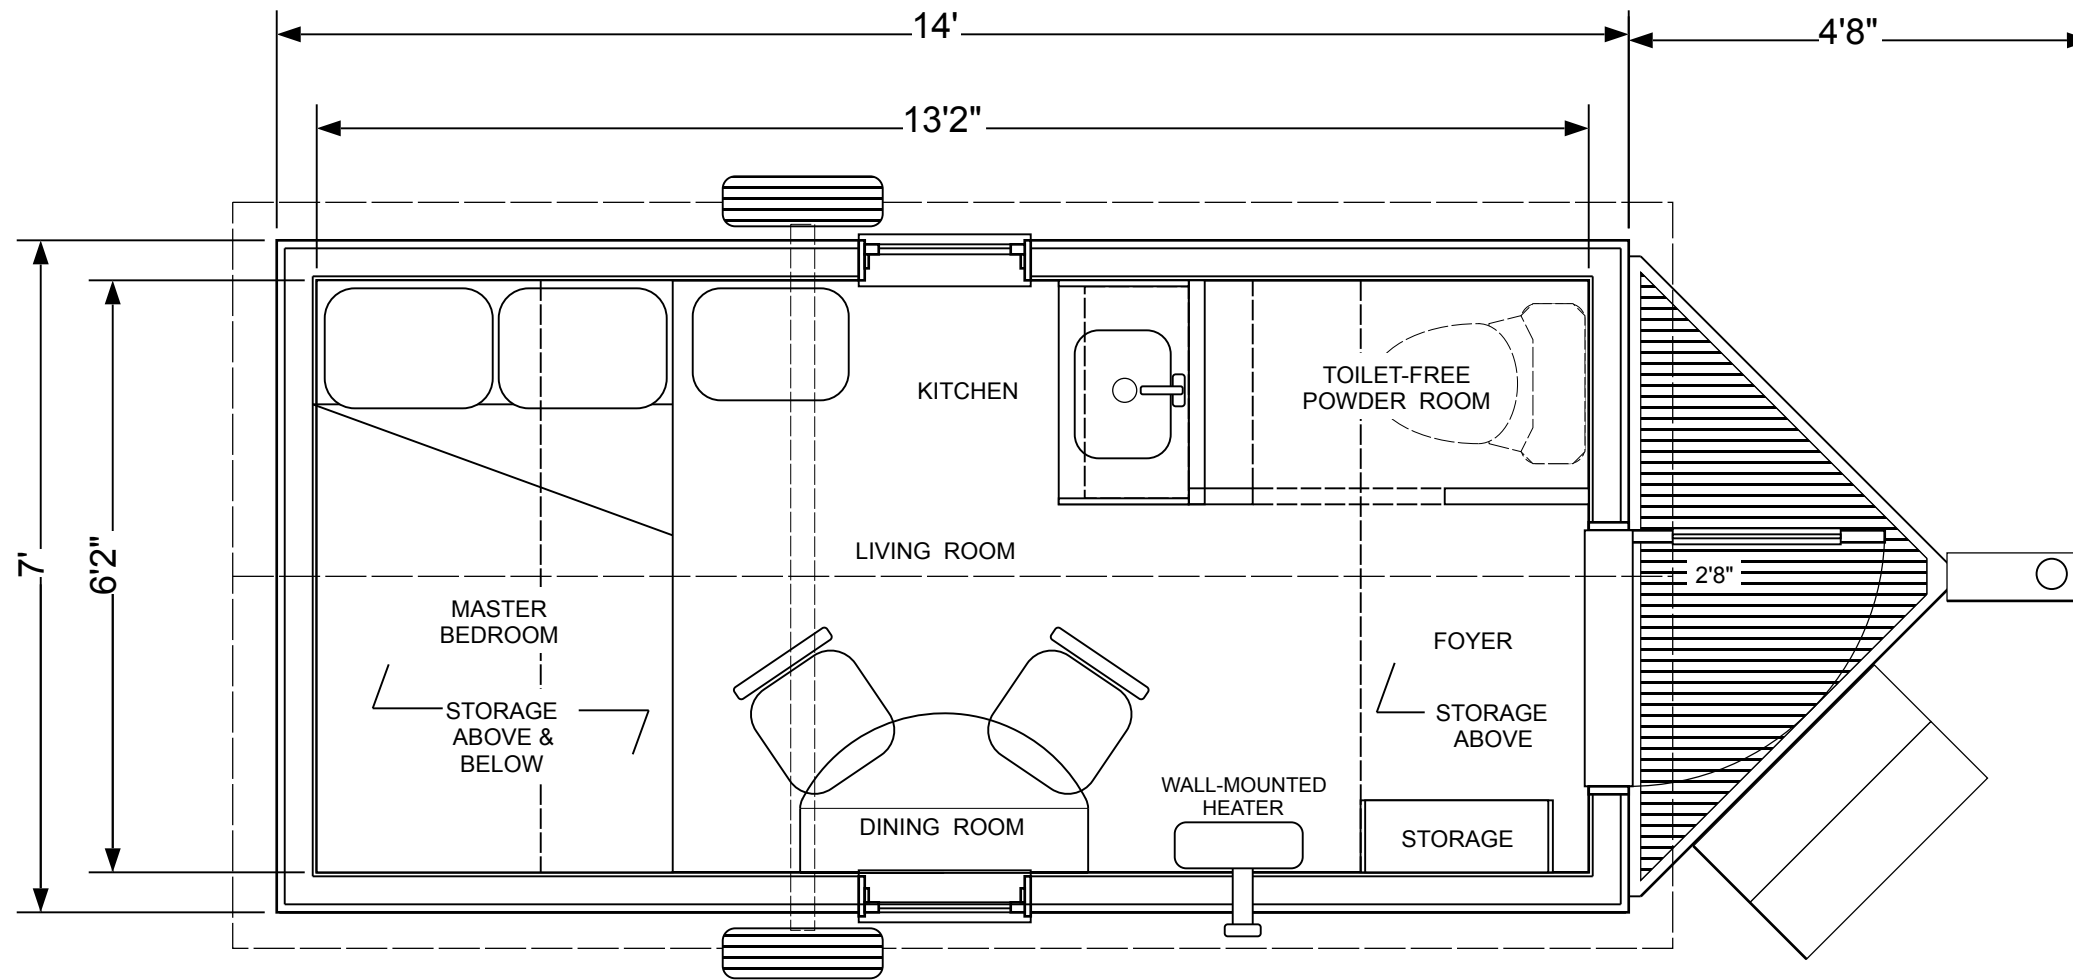 14'
4'8"
13'2"
7'
6'2"
KITCHEN
TOILET-FREE
POWDER ROOM
LIVING ROOM
2'8"
MASTER
BEDROOM
STORAGE
ABOVE &
BELOW
FOYER
STORAGE
ABOVE
WALL-MOUNTED
HEATER
DINING ROOM
STORAGE